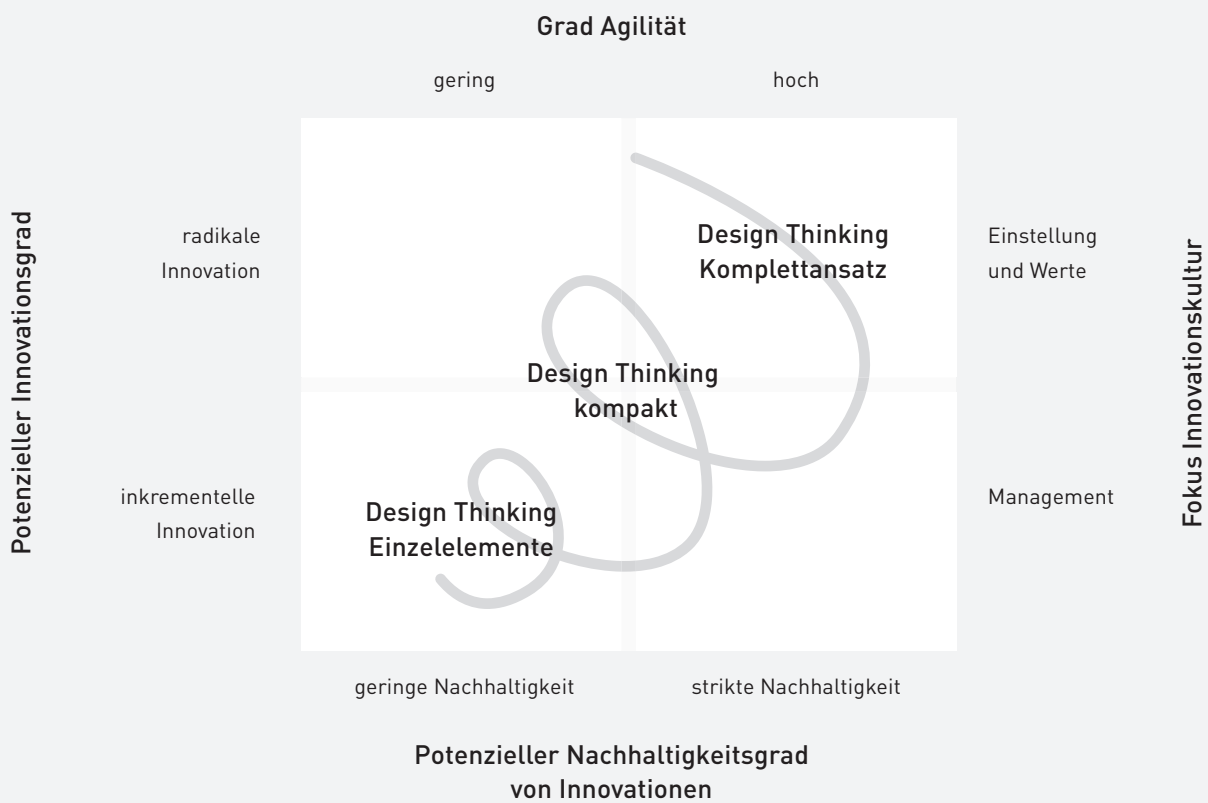 Grad Agilität
gering
hoch
Potenzieller Innovationsgrad
radikale
Innovation
Design Thinking
Komplettansatz
Einstellung
und Werte
Fokus Innovationskultur
Design Thinking
kompakt
inkrementelle
Innovation
Design Thinking
Einzelelemente
Management
geringe Nachhaltigkeit
strikte Nachhaltigkeit
Potenzieller Nachhaltigkeitsgrad
von Innovationen